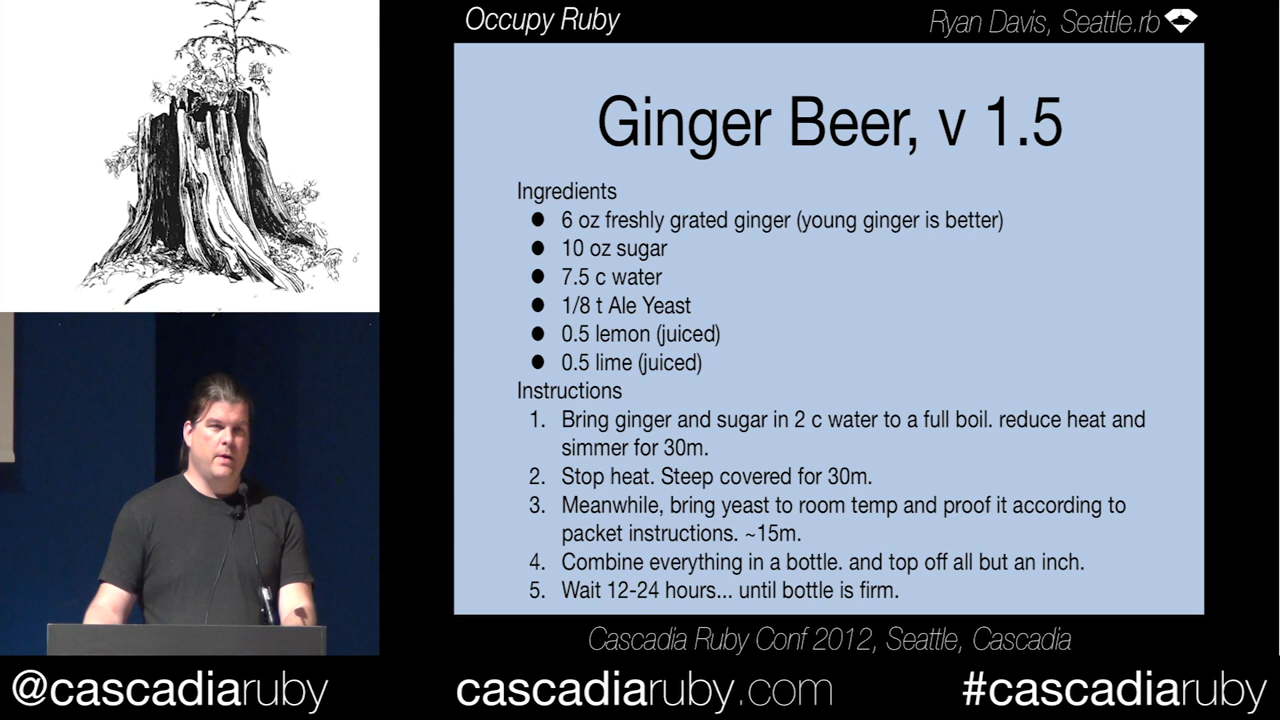 Occupy Ruby
Ryan Davis, Seattle.rb
Ginger Beer, v 1.5
Ingredients
● 6 oz freshly grated ginger (young ginger is better)
● 10 oz sugar
● 7.5 c water
● 1/8 t Ale Yeast
● 0.5 lemon (juiced)
● 0.5 lime (juiced)
Instructions
1. Bring ginger and sugar in 2 c water to a full boil. reduce heat and
simmer for 30m.
2. Stop heat. Steep covered for 30m.
3. Meanwhile, bring yeast to room temp and proof it according to
packet instructions. ~15m.
4. Combine everything in a bottle. and top off all but an inch.
5. Wait 12-24 hours... until bottle is firm.
Cascadia Ruby Conf 2012, Seattle, Cascadia
@cascadiaruby
cascadiaruby.com
#cascadiaruby